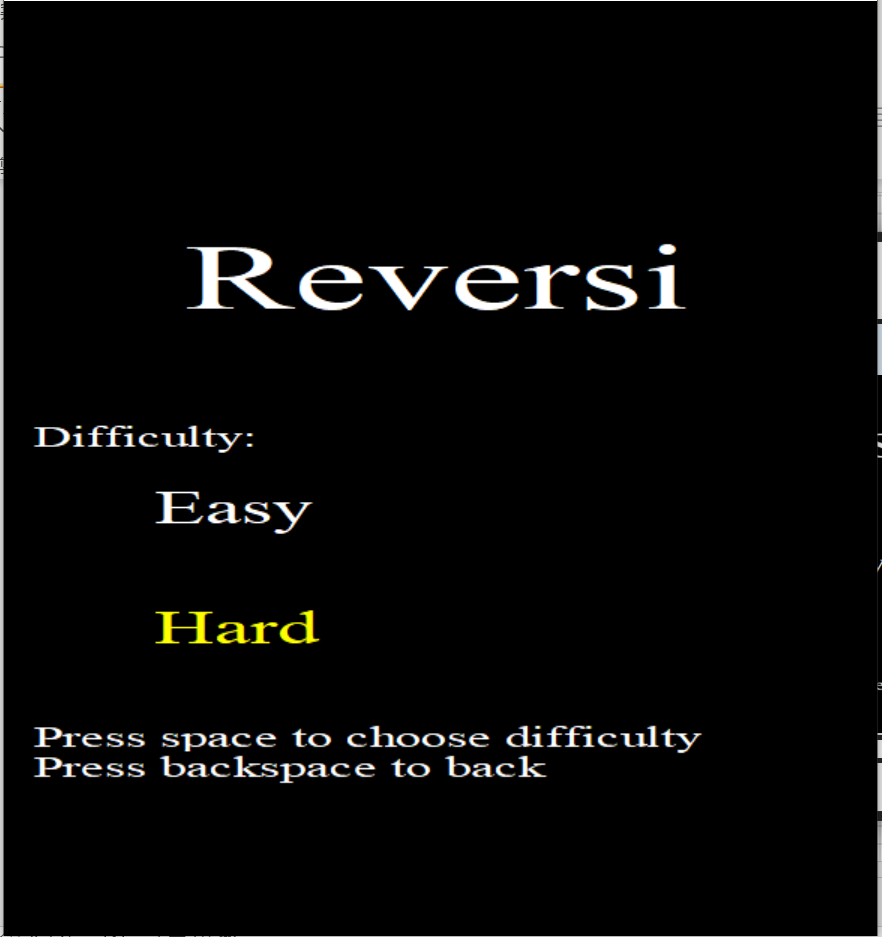 Reversi
Difficulty:
Easy
Hard
Press space to choose difficulty
Press backspace to back